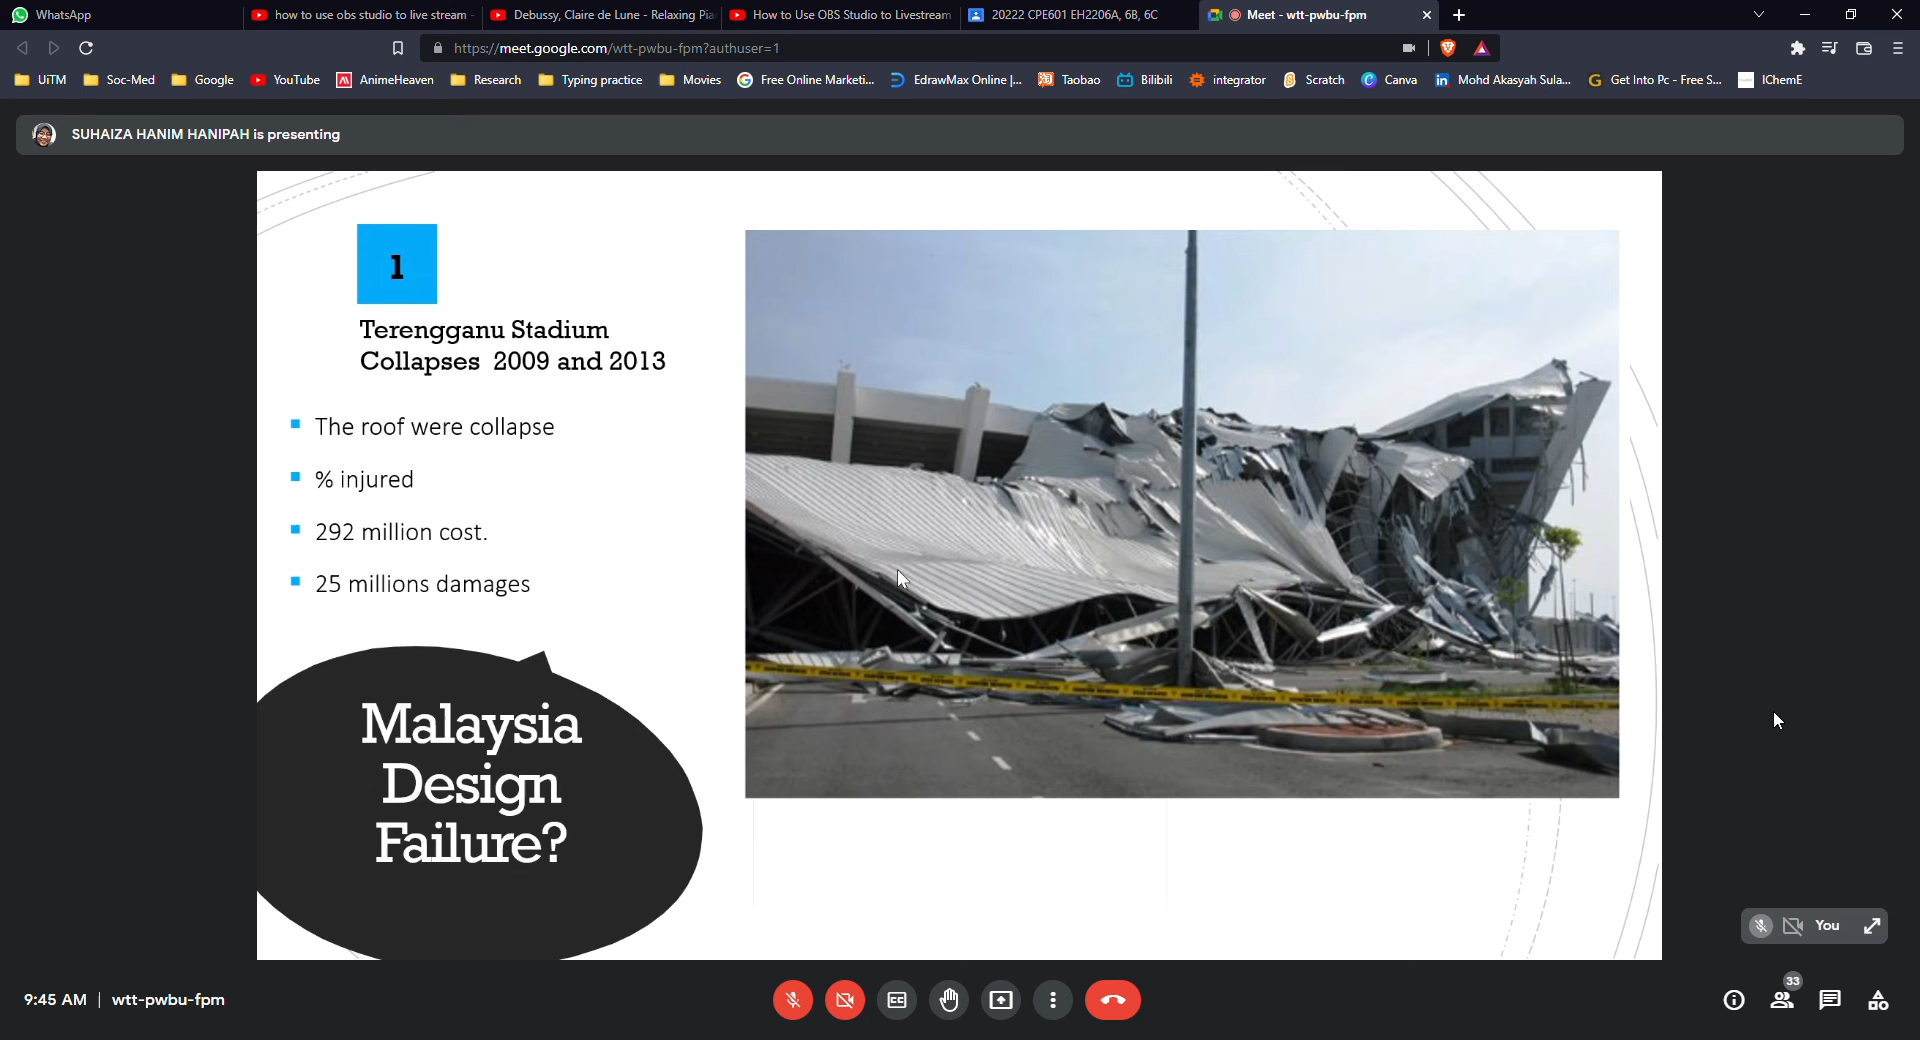 WhatsApp
how to use obs studio to live stream -
Debussy, Claire de Lune - Relaxing Pia
How to Use OBS Studio to Livestream
20222 CPE601 EH2206A, 6B, 6C
Meet - wtt-pwbu-fpm
https://meet.google.com/wtt-pwbu-fpm?authuser=1
UiTM
Soc-Med
Google
YouTube
AnimeHeaven
Research
Typing practice
Movies
Free Online Marketi...
EdrawMax Online |...
Taobao
Bilibili
integrator
Scratch
Canva
Mohd Akasyah Sula...
Get Into Pc - Free S...
IChemE
SUHAIZA HANIM HANIPAH is presenting
1
Terengganu Stadium
Collapses 2009 and 2013
The roof were collapse
% injured
292 million cost.
25 millions damages
Malaysia
Design
Failure?
You
9:45 AM | wtt-pwbu-fpm
33